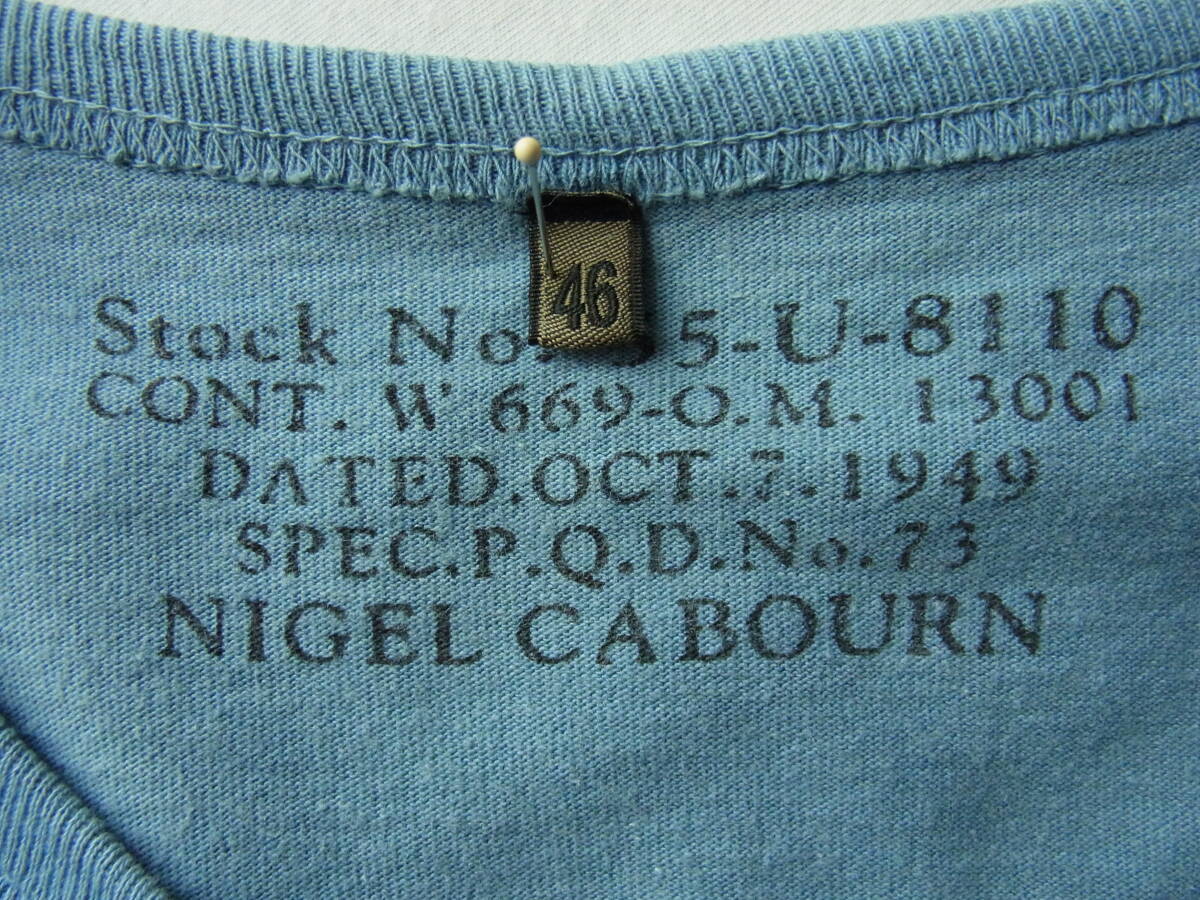 46
Stock No. 5-U-8110
CONT. W 669-O.M. 13001
DATED.OCT.7.1949
SPEC.P.Q.D.No.73
NIGEL CABOURN